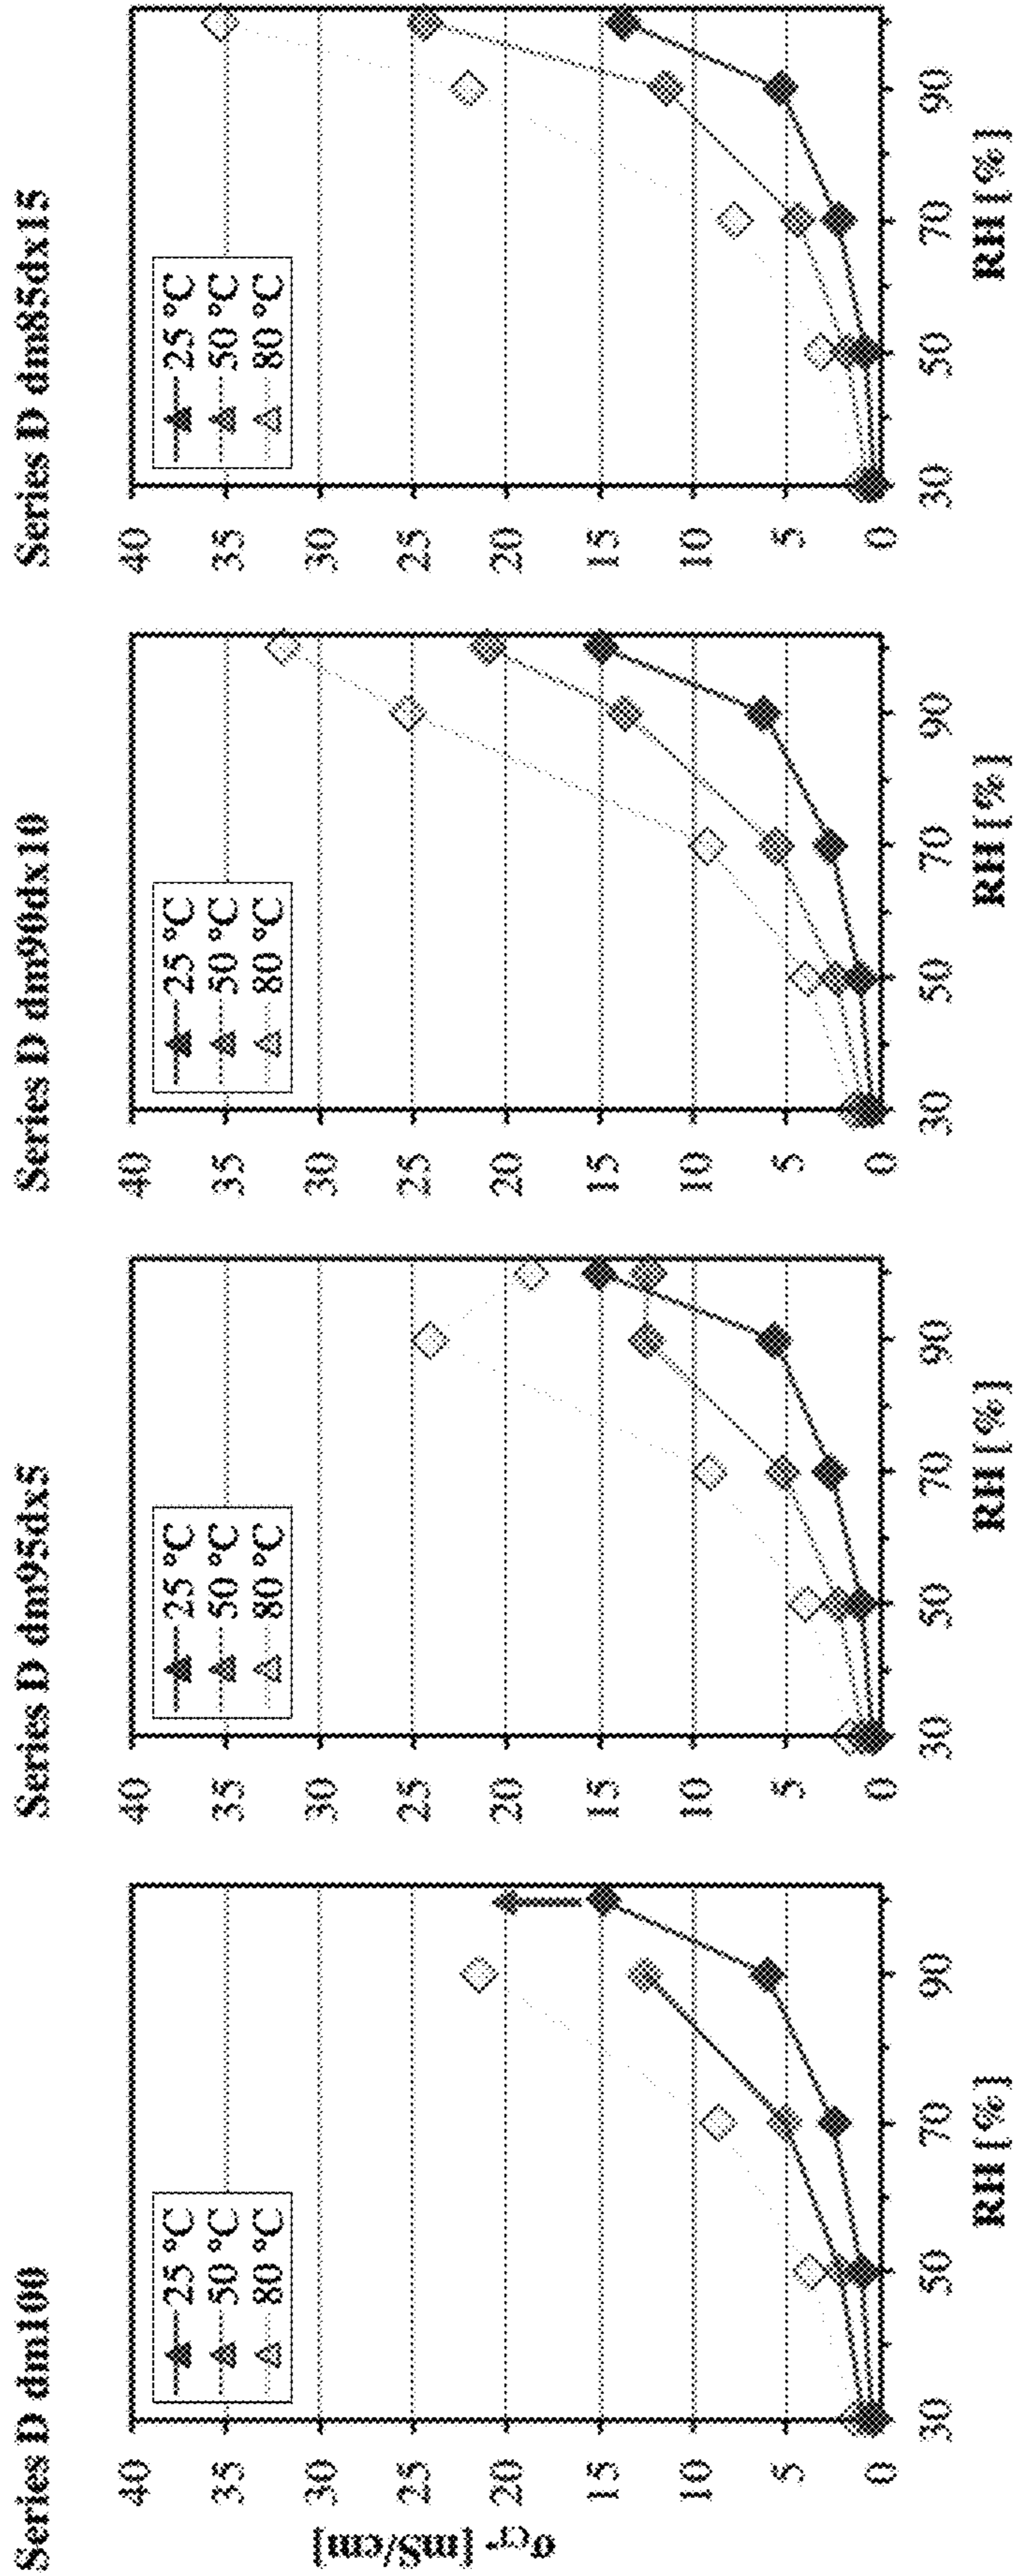 Series D dm100
25 °C
50 °C
80 °C
40
35
30
25
20
15
10
5
0
σCl- [mS/cm]
30 50 70 90
RH [%]
Series D dm95dx5
25 °C
50 °C
80 °C
40
35
30
25
20
15
10
5
0
30 50 70 90
RH [%]
Series D dm90dx10
25 °C
50 °C
80 °C
40
35
30
25
20
15
10
5
0
30 50 70 90
RH [%]
Series D dm85dx15
25 °C
50 °C
80 °C
40
35
30
25
20
15
10
5
0
30 50 70 90
RH [%]